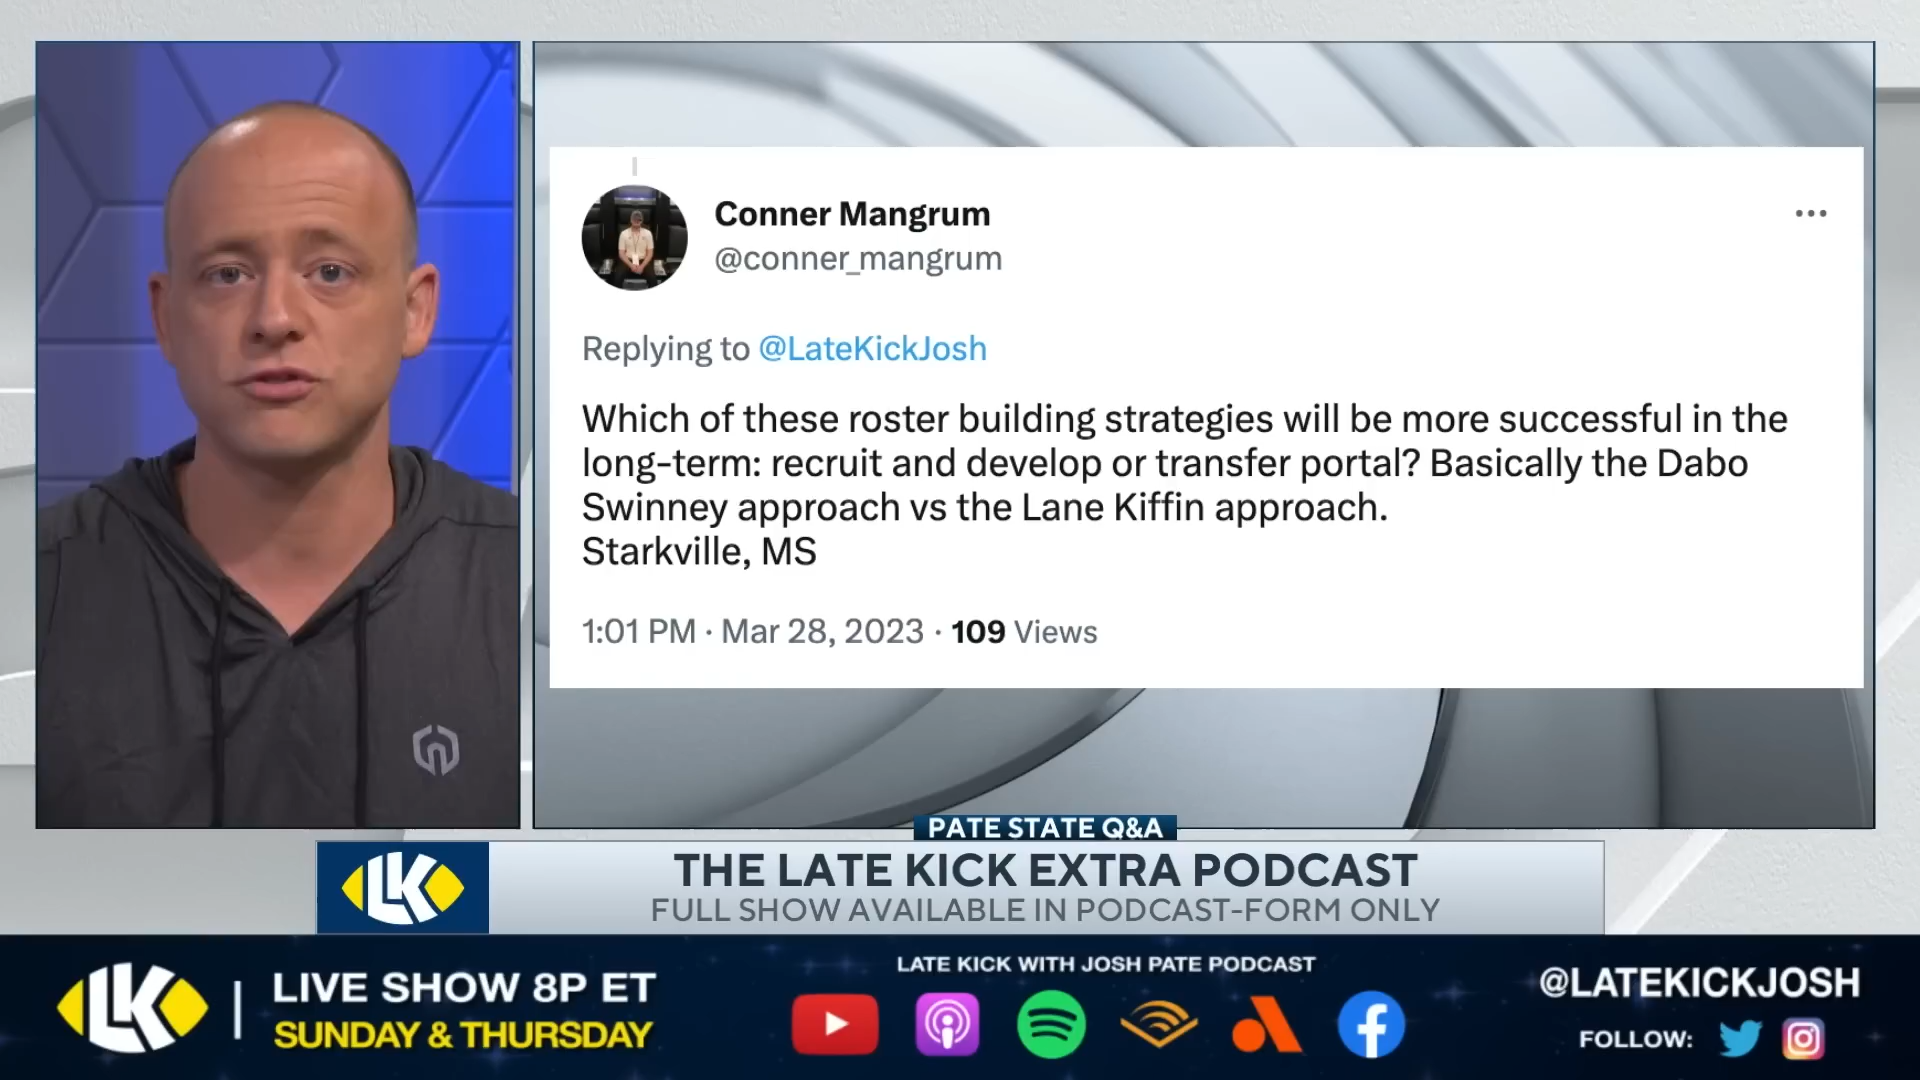 Conner Mangrum
@conner_mangrum
Replying to @LateKickJosh
Which of these roster building strategies will be more successful in the
long-term: recruit and develop or transfer portal? Basically the Dabo
Swinney approach vs the Lane Kiffin approach.
Starkville, MS
1:01 PM · Mar 28, 2023 · 109 Views
PATE STATE Q&A
LK
THE LATE KICK EXTRA PODCAST
FULL SHOW AVAILABLE IN PODCAST-FORM ONLY
LK
LIVE SHOW 8P ET
SUNDAY & THURSDAY
LATE KICK WITH JOSH PATE PODCAST
@LATEKICKJOSH
FOLLOW: